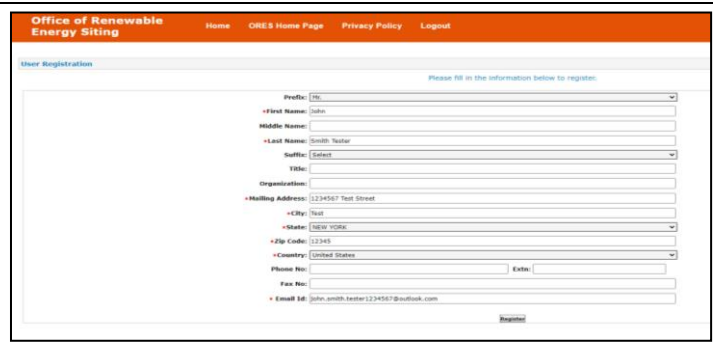 Office of Renewable
Energy Siting
Home ORES Home Page Privacy Policy Logout
User Registration
Please fill in the information below to register.
Prefix: Mr.
*First Name: John
Middle Name:
*Last Name: Smith Tester
Suffix: Select
Title:
Organization:
*Mailing Address: 1234567 Test Street
*City: Test
*State: NEW YORK
*Zip Code: 12345
*Country: United States
Phone No: Extn:
Fax No:
* Email Id: john.smith.tester1234567@outlook.com
Register